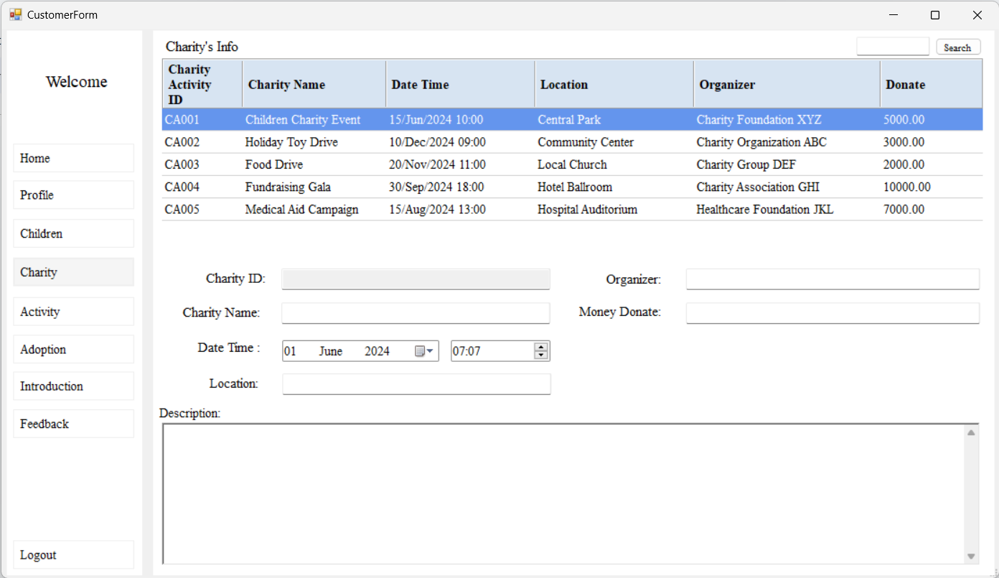 CustomerForm
Welcome
Home
Profile
Children
Charity
Activity
Adoption
Introduction
Feedback
Logout
Charity's Info
Search
Charity Activity ID Charity Name Date Time Location Organizer Donate
CA001 Children Charity Event 15/Jun/2024 10:00 Central Park Charity Foundation XYZ 5000.00
CA002 Holiday Toy Drive 10/Dec/2024 09:00 Community Center Charity Organization ABC 3000.00
CA003 Food Drive 20/Nov/2024 11:00 Local Church Charity Group DEF 2000.00
CA004 Fundraising Gala 30/Sep/2024 18:00 Hotel Ballroom Charity Association GHI 10000.00
CA005 Medical Aid Campaign 15/Aug/2024 13:00 Hospital Auditorium Healthcare Foundation JKL 7000.00
Charity ID: Organizer:
Charity Name: Money Donate:
Date Time : 01 June 2024 07:07
Location:
Description: